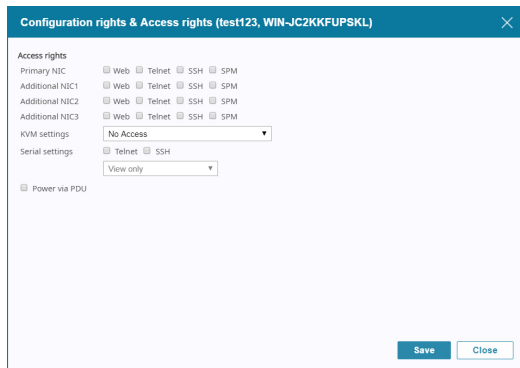 Configuration rights & Access rights (test123, WIN-JC2KKFUPSKL)
Access rights
Primary NIC Web Telnet SSH SPM
Additional NIC1 Web Telnet SSH SPM
Additional NIC2 Web Telnet SSH SPM
Additional NIC3 Web Telnet SSH SPM
KVM settings No Access
Serial settings Telnet SSH
View only
Power via PDU
Save Close